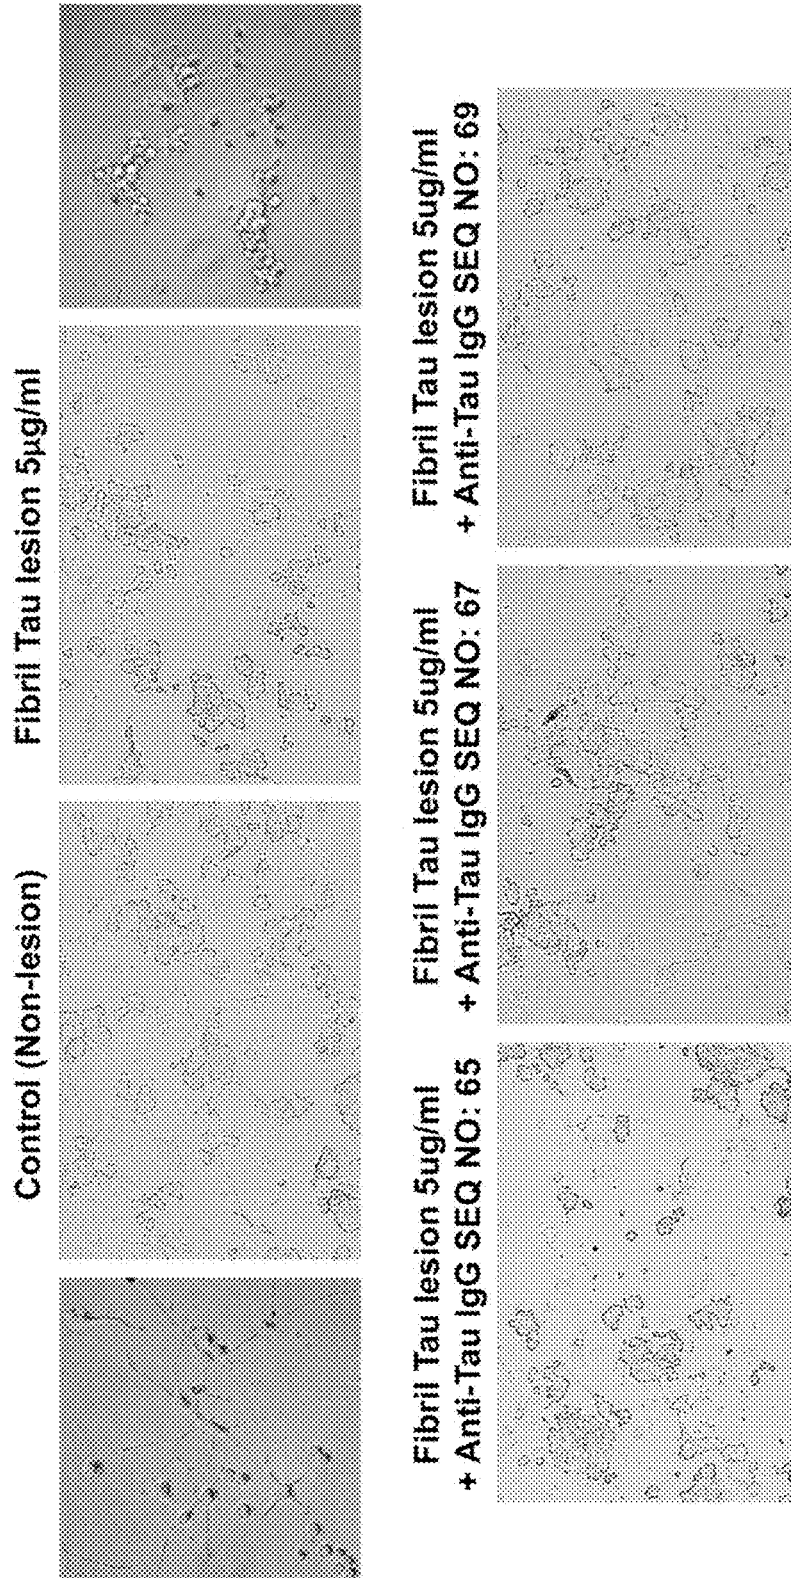 Control (Non-lesion)
Fibril Tau lesion 5µg/ml
Fibril Tau lesion 5ug/ml
+ Anti-Tau IgG SEQ NO: 65
Fibril Tau lesion 5ug/ml
+ Anti-Tau IgG SEQ NO: 67
Fibril Tau lesion 5ug/ml
+ Anti-Tau IgG SEQ NO: 69